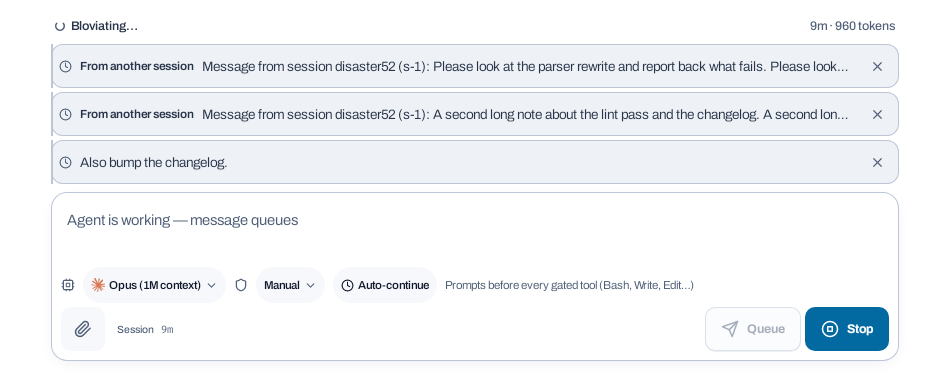 Bloviating... 9m · 960 tokens
From another session Message from session disaster52 (s-1): Please look at the parser rewrite and report back what fails. Please look...
From another session Message from session disaster52 (s-1): A second long note about the lint pass and the changelog. A second lon...
Also bump the changelog.
Agent is working — message queues
Opus (1M context) Manual Auto-continue Prompts before every gated tool (Bash, Write, Edit...)
Session 9m Queue Stop